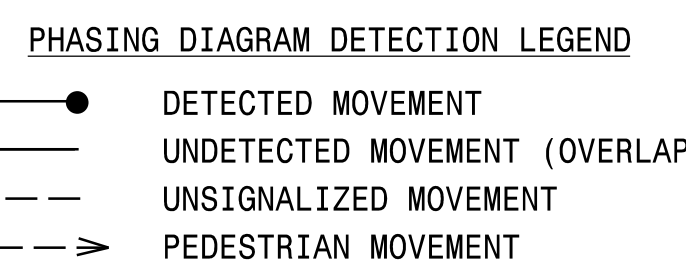 PHASING DIAGRAM DETECTION LEGEND
DETECTED MOVEMENT
UNDETECTED MOVEMENT (OVERLAP
UNSIGNALIZED MOVEMENT
PEDESTRIAN MOVEMENT